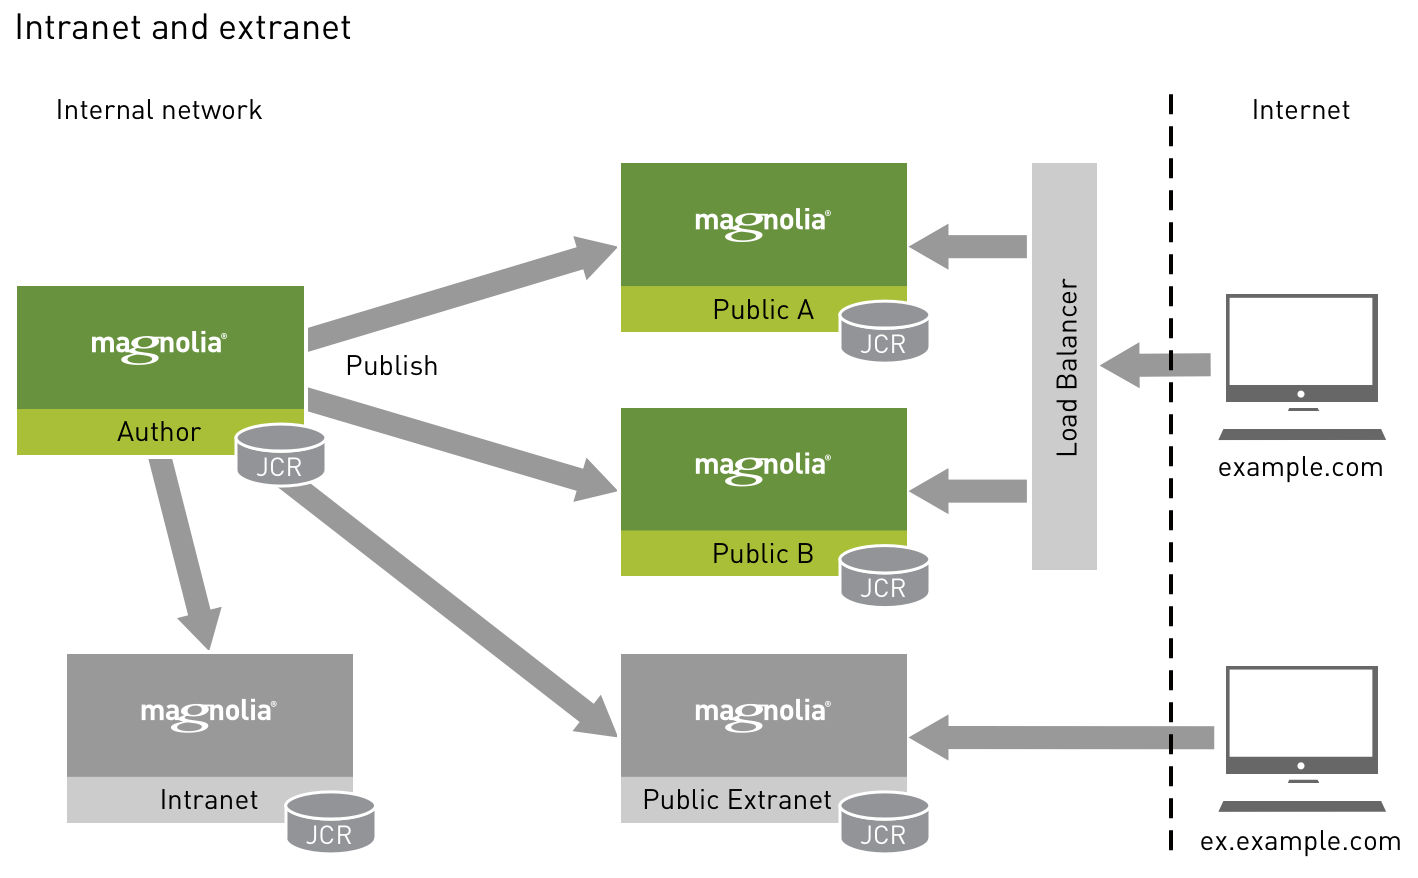 Intranet and extranet
Internal network
Internet
magnolia®
Public A
JCR
magnolia®
Author
JCR
Publish
Load Balancer
example.com
magnolia®
Public B
JCR
magnolia®
Intranet
JCR
magnolia®
Public Extranet
JCR
ex.example.com